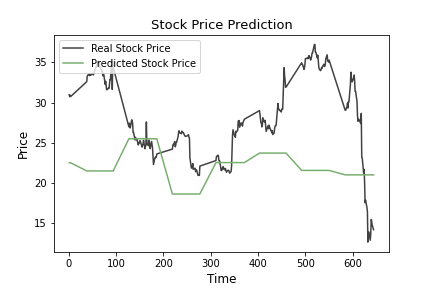 Stock Price Prediction
Real Stock Price
Predicted Stock Price
Price
35
30
25
20
15
0 100 200 300 400 500 600
Time